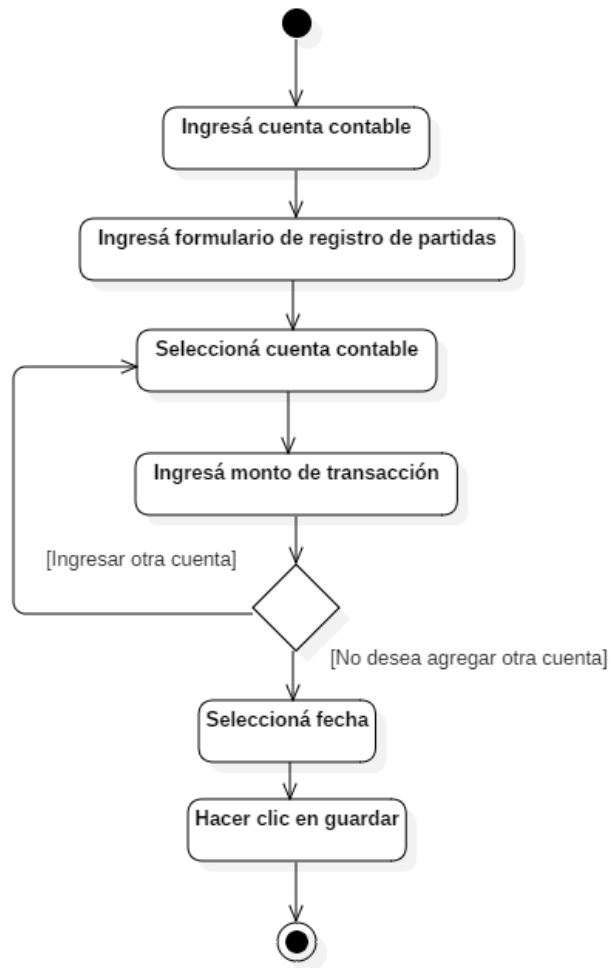 Ingresá cuenta contable
Ingresá formulario de registro de partidas
Seleccioná cuenta contable
Ingresá monto de transacción
[Ingresar otra cuenta]
[No desea agregar otra cuenta]
Seleccioná fecha
Hacer clic en guardar